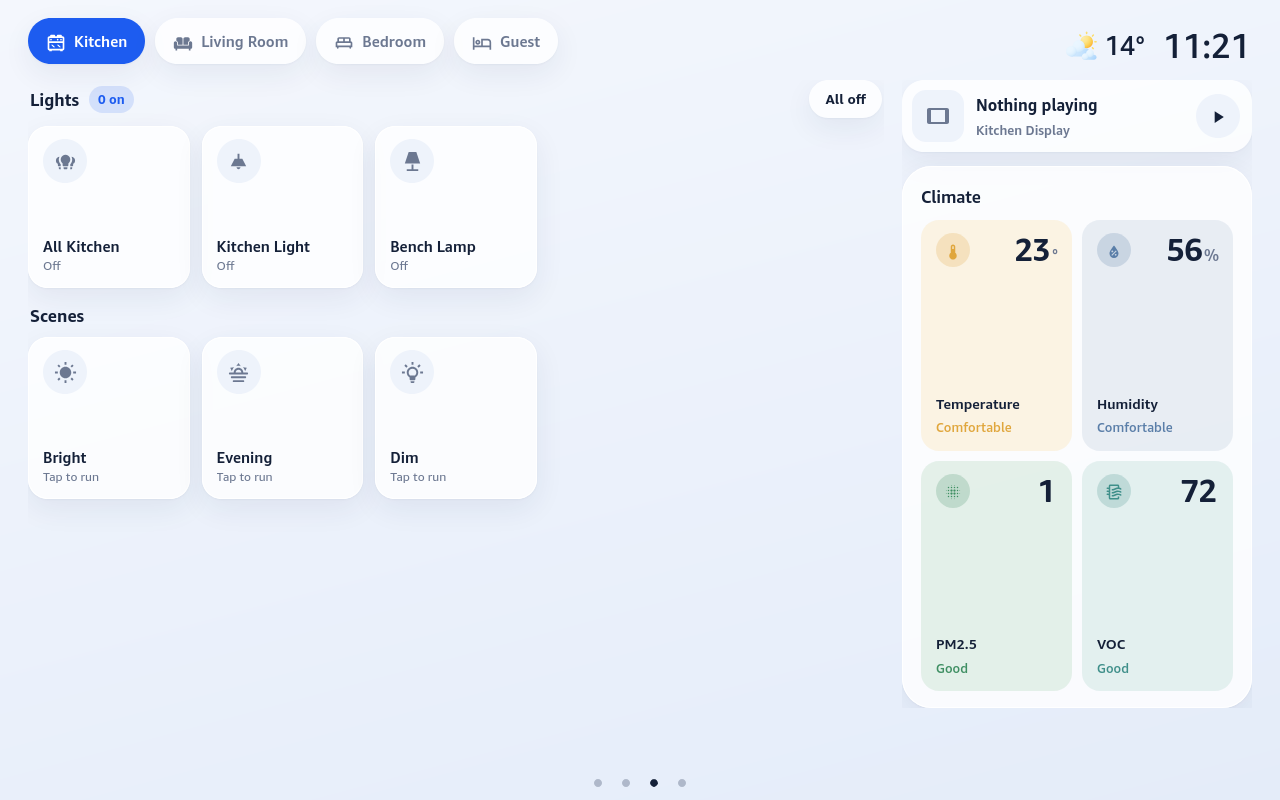 Kitchen
Living Room
Bedroom
Guest
14°
11:21
Lights
0 on
All off
All Kitchen
Off
Kitchen Light
Off
Bench Lamp
Off
Scenes
Bright
Tap to run
Evening
Tap to run
Dim
Tap to run
Nothing playing
Kitchen Display
Climate
23°
Temperature
Comfortable
56%
Humidity
Comfortable
1
PM2.5
Good
72
VOC
Good